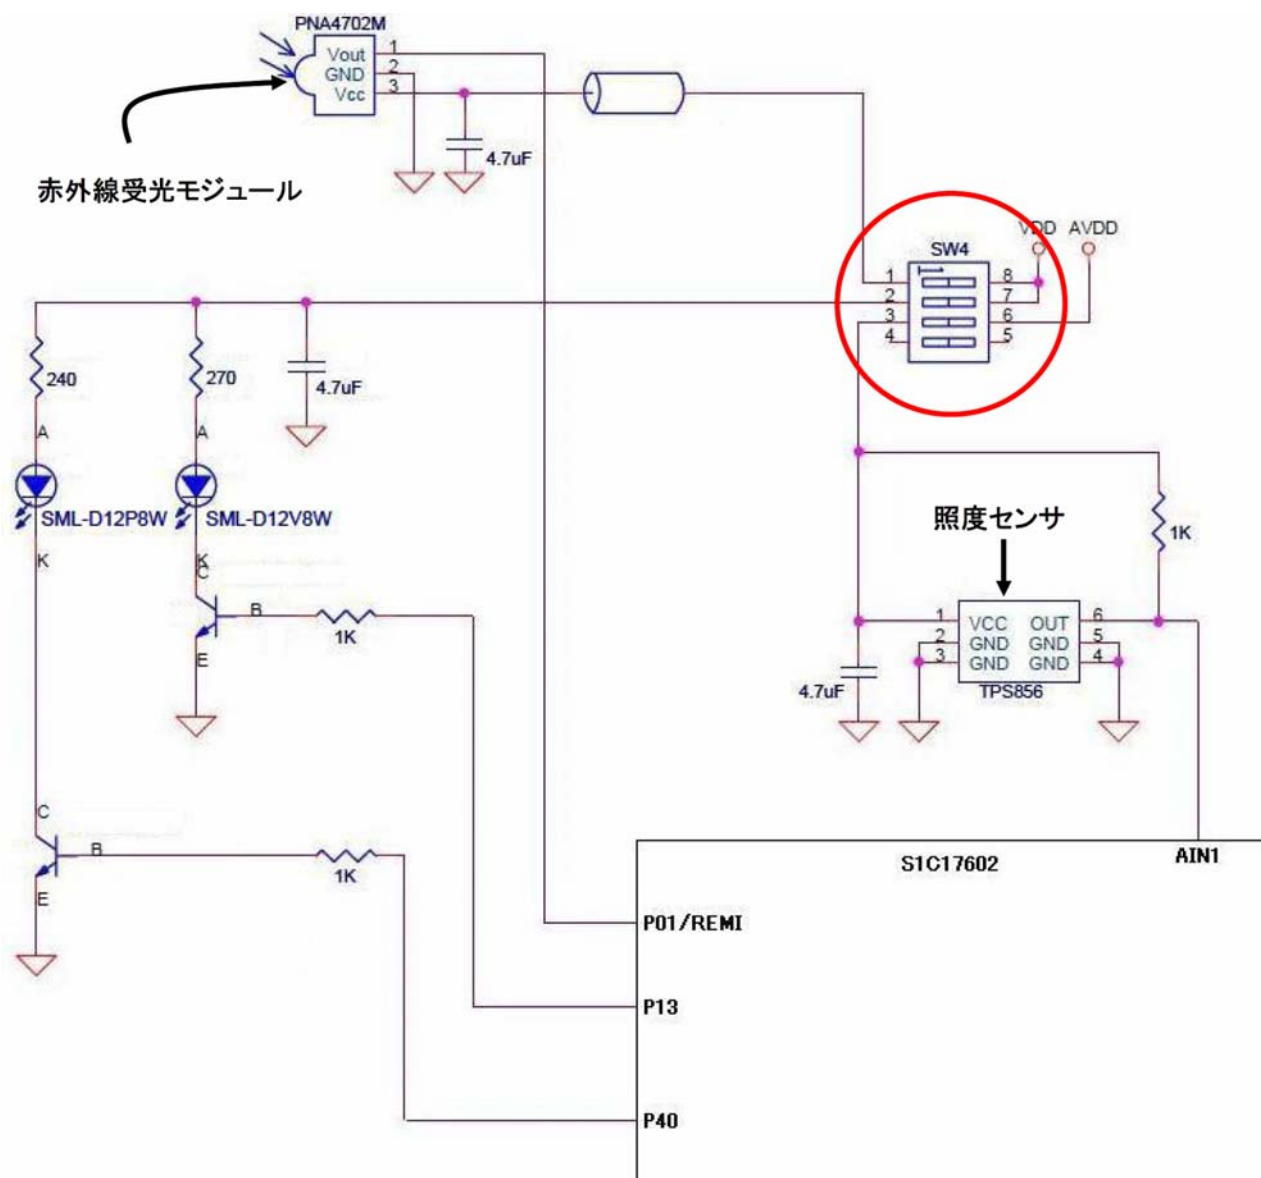 PNA4702M
Vout 1
GND 2
Vcc 3
4.7uF
赤外線受光モジュール
VDD AVDD
SW4
1 8
2 7
3 6
4 5
240
270
4.7uF
A
A
SML-D12P8W
SML-D12V8W
K
K
C
B
1K
E
照度センサ
1K
1 VCC OUT 6
2 GND GND 5
3 GND GND 4
4.7uF
TPS856
C
B
1K
E
S1C17602
AIN1
P01/REMI
P13
P40